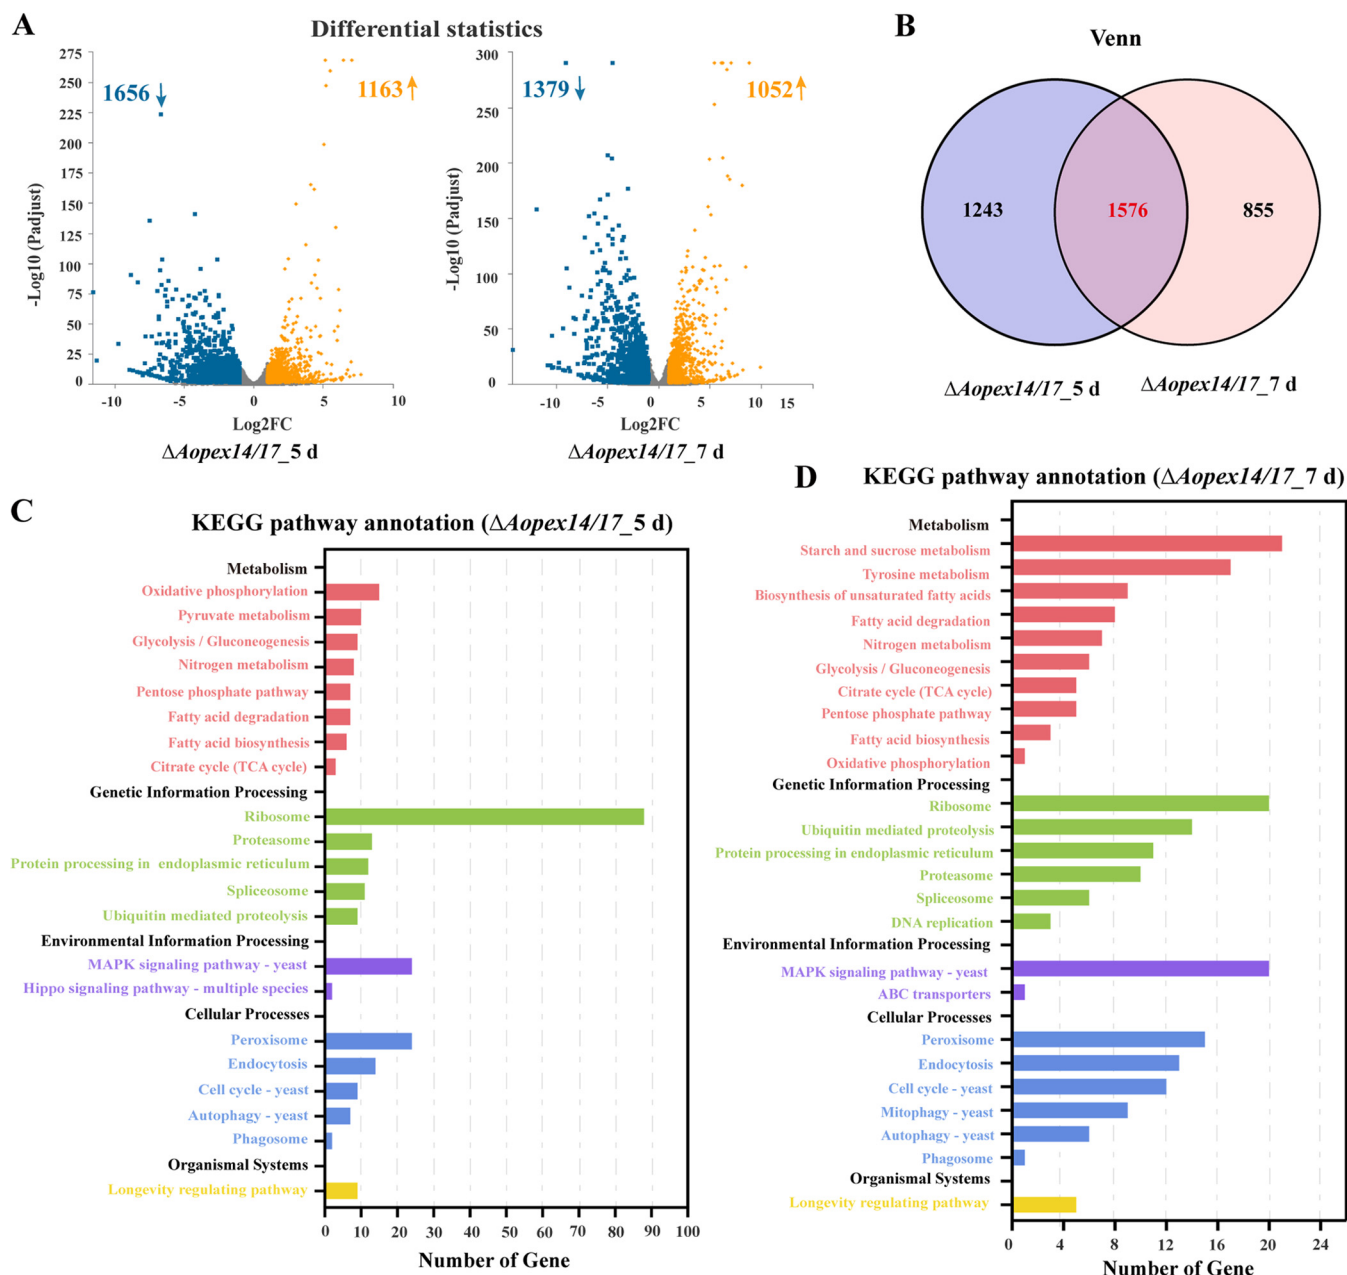 A
Differential statistics
B
Venn
275
250
225
200
175
150
125
100
75
50
25
0
-Log10 (Padjust)
1656
1163
-10
-5
0
5
10
Log2FC
ΔAopex14/17_5 d
300
250
200
150
100
50
0
-Log10 (Padjust)
1379
1052
-10
-5
0
5
10
15
Log2FC
ΔAopex14/17_7 d
1243
1576
855
ΔAopex14/17_5 d
ΔAopex14/17_7 d
C
KEGG pathway annotation (ΔAopex14/17_5 d)
Metabolism
Oxidative phosphorylation
Pyruvate metabolism
Glycolysis / Gluconeogenesis
Nitrogen metabolism
Pentose phosphate pathway
Fatty acid degradation
Fatty acid biosynthesis
Citrate cycle (TCA cycle)
Genetic Information Processing
Ribosome
Proteasome
Protein processing in endoplasmic reticulum
Spliceosome
Ubiquitin mediated proteolysis
Environmental Information Processing
MAPK signaling pathway - yeast
Hippo signaling pathway - multiple species
Cellular Processes
Peroxisome
Endocytosis
Cell cycle - yeast
Autophagy - yeast
Phagosome
Organismal Systems
Longevity regulating pathway
0 10 20 30 40 50 60 70 80 90 100
Number of Gene
D
KEGG pathway annotation (ΔAopex14/17_7 d)
Metabolism
Starch and sucrose metabolism
Tyrosine metabolism
Biosynthesis of unsaturated fatty acids
Fatty acid degradation
Nitrogen metabolism
Glycolysis / Gluconeogenesis
Citrate cycle (TCA cycle)
Pentose phosphate pathway
Fatty acid biosynthesis
Oxidative phosphorylation
Genetic Information Processing
Ribosome
Ubiquitin mediated proteolysis
Protein processing in endoplasmic reticulum
Proteasome
Spliceosome
DNA replication
Environmental Information Processing
MAPK signaling pathway - yeast
ABC transporters
Cellular Processes
Peroxisome
Endocytosis
Cell cycle - yeast
Mitophagy - yeast
Autophagy - yeast
Phagosome
Organismal Systems
Longevity regulating pathway
0 4 8 12 16 20 24
Number of Gene